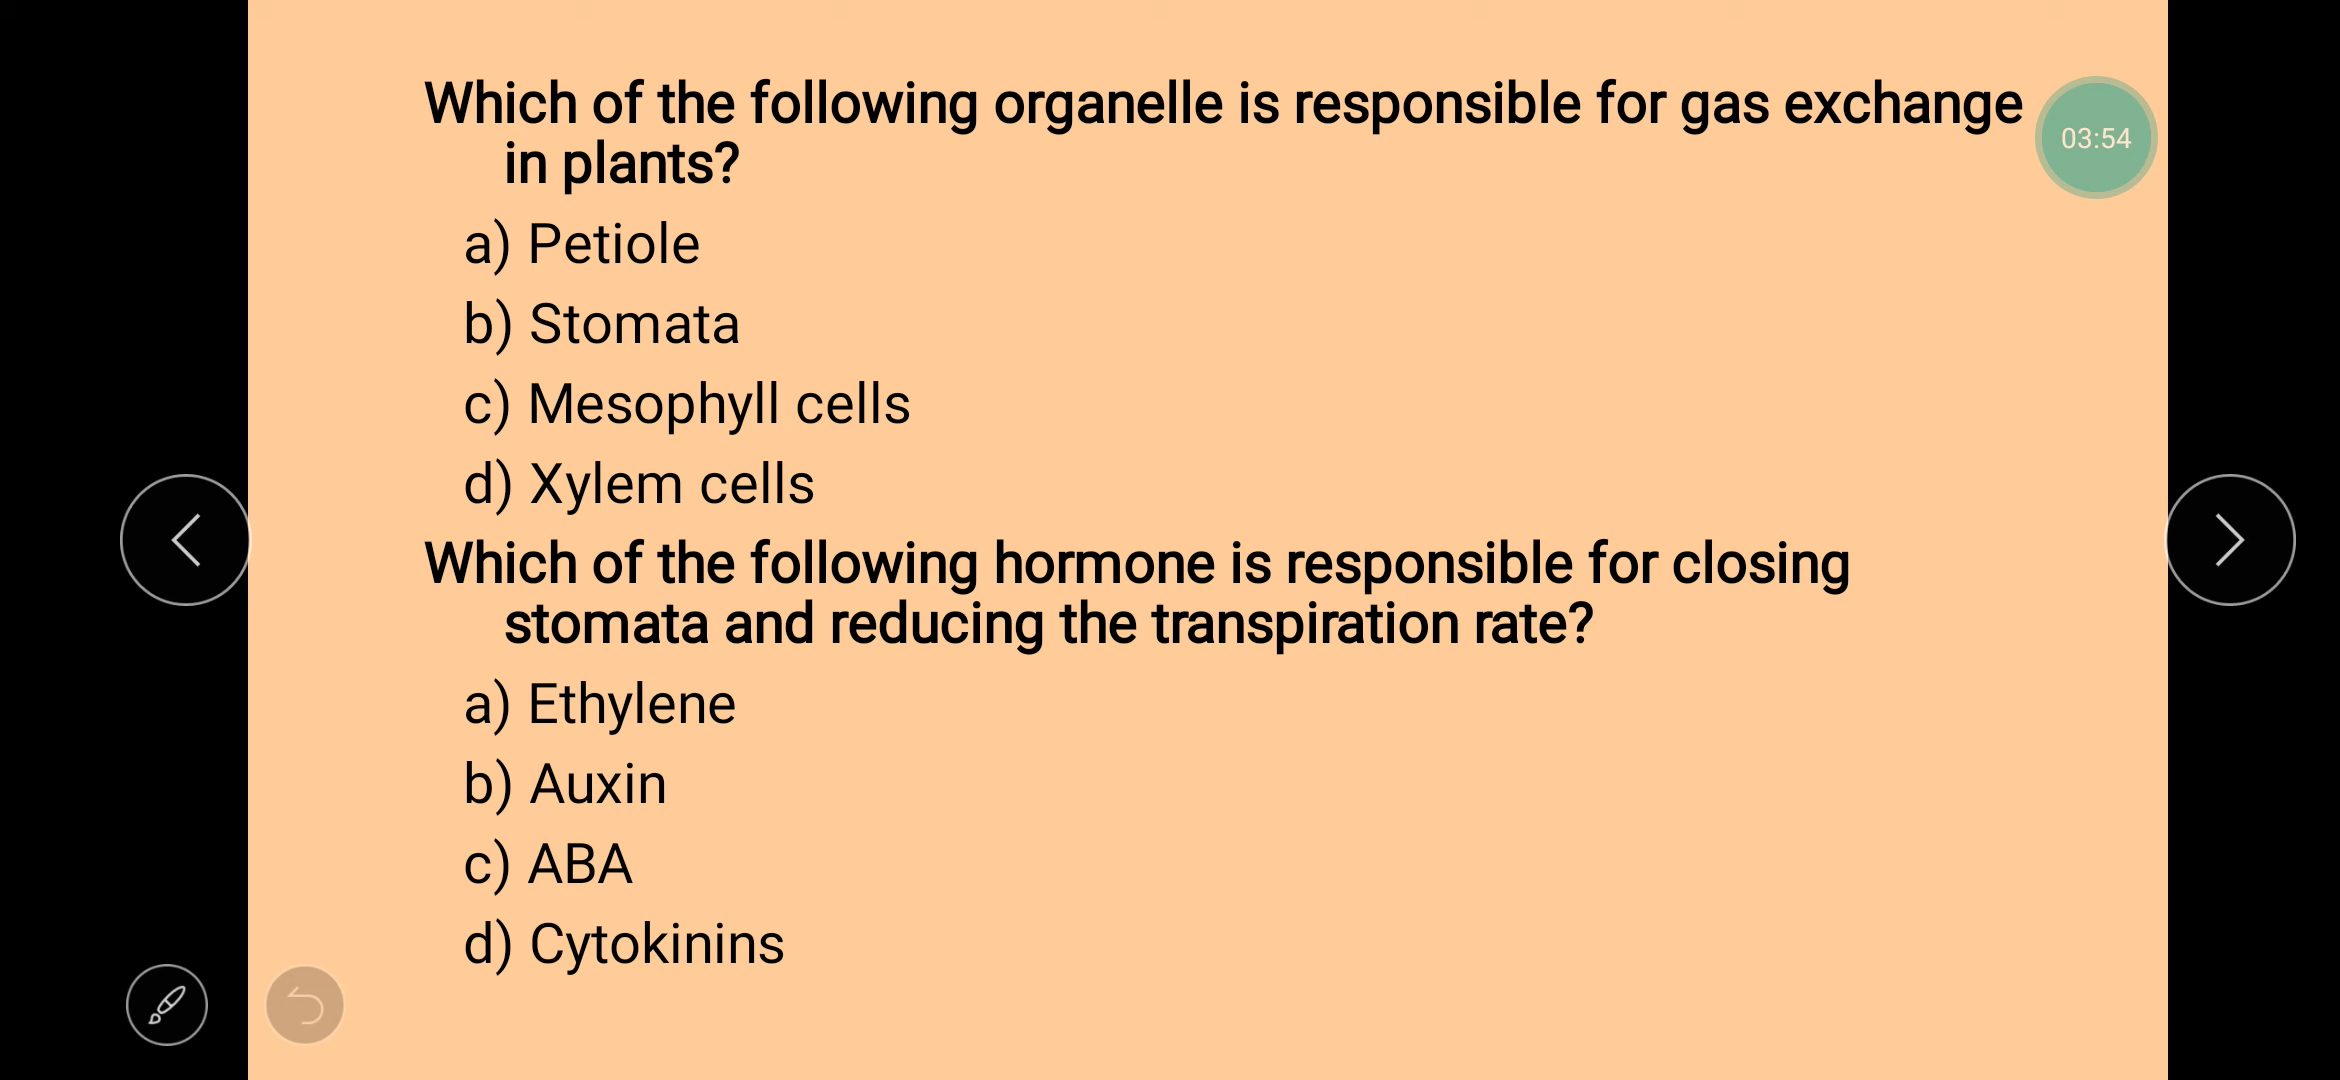 Which of the following organelle is responsible for gas exchange
in plants?
03:54
a) Petiole
b) Stomata
c) Mesophyll cells
d) Xylem cells
Which of the following hormone is responsible for closing
stomata and reducing the transpiration rate?
a) Ethylene
b) Auxin
c) ABA
d) Cytokinins